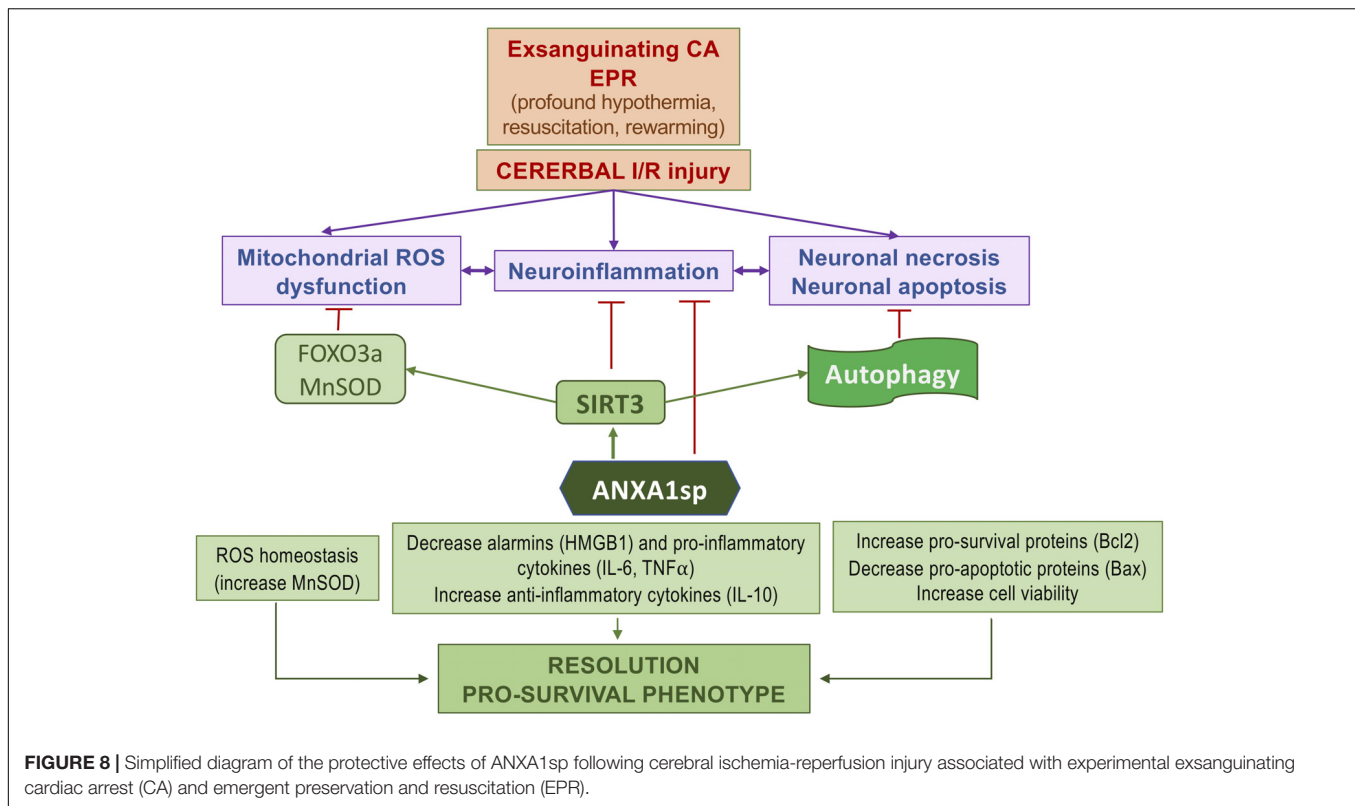 Exsanguinating CA
EPR
(profound hypothermia,
resuscitation, rewarming)
CERERBAL I/R injury
Mitochondrial ROS
dysfunction
Neuroinflammation
Neuronal necrosis
Neuronal apoptosis
FOXO3a
MnSOD
SIRT3
Autophagy
ANXA1sp
ROS homeostasis
(increase MnSOD)
Decrease alarmins (HMGB1) and pro-inflammatory
cytokines (IL-6, TNFα)
Increase anti-inflammatory cytokines (IL-10)
Increase pro-survival proteins (Bcl2)
Decrease pro-apoptotic proteins (Bax)
Increase cell viability
RESOLUTION
PRO-SURVIVAL PHENOTYPE
FIGURE 8 | Simplified diagram of the protective effects of ANXA1sp following cerebral ischemia-reperfusion injury associated with experimental exsanguinating
cardiac arrest (CA) and emergent preservation and resuscitation (EPR).